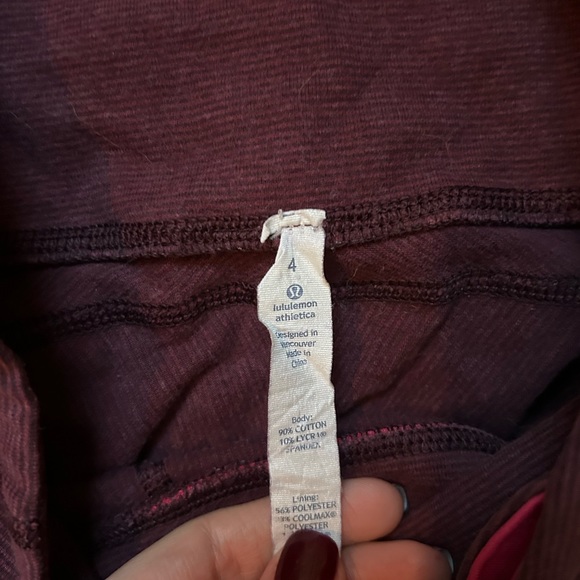 4
lululemon
athletica
Designed in
Vancouver
Made in
China
Body:
90% COTTON
10% LYCRA®
SPANDEX
Lining:
56% POLYESTER
COOLMAX®
POLYESTER